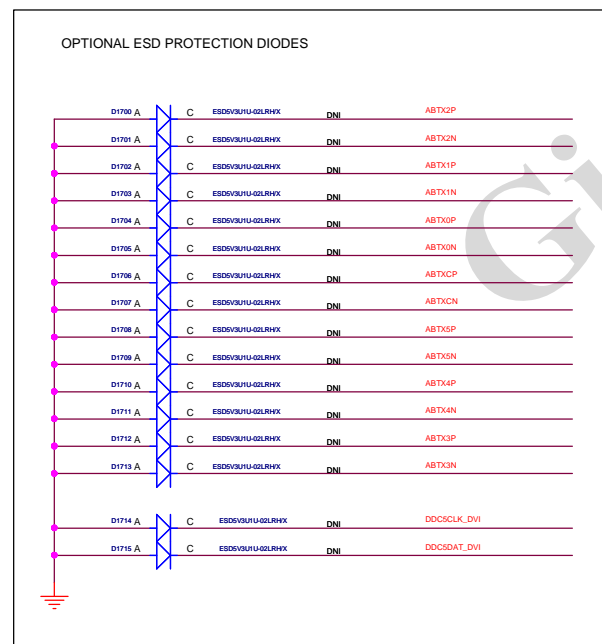 OPTIONAL ESD PROTECTION DIODES
D1700 A C ESD5V3U1U-02LRH/X DNI ABTX2P
D1701 A C ESD5V3U1U-02LRH/X DNI ABTX2N
D1702 A C ESD5V3U1U-02LRH/X DNI ABTX1P
D1703 A C ESD5V3U1U-02LRH/X DNI ABTX1N
D1704 A C ESD5V3U1U-02LRH/X DNI ABTX0P
D1705 A C ESD5V3U1U-02LRH/X DNI ABTX0N
D1706 A C ESD5V3U1U-02LRH/X DNI ABTXCP
D1707 A C ESD5V3U1U-02LRH/X DNI ABTXCN
D1708 A C ESD5V3U1U-02LRH/X DNI ABTX5P
D1709 A C ESD5V3U1U-02LRH/X DNI ABTX5N
D1710 A C ESD5V3U1U-02LRH/X DNI ABTX4P
D1711 A C ESD5V3U1U-02LRH/X DNI ABTX4N
D1712 A C ESD5V3U1U-02LRH/X DNI ABTX3P
D1713 A C ESD5V3U1U-02LRH/X DNI ABTX3N
D1714 A C ESD5V3U1U-02LRH/X DNI DDC5CLK_DVI
D1715 A C ESD5V3U1U-02LRH/X DNI DDC5DAT_DVI